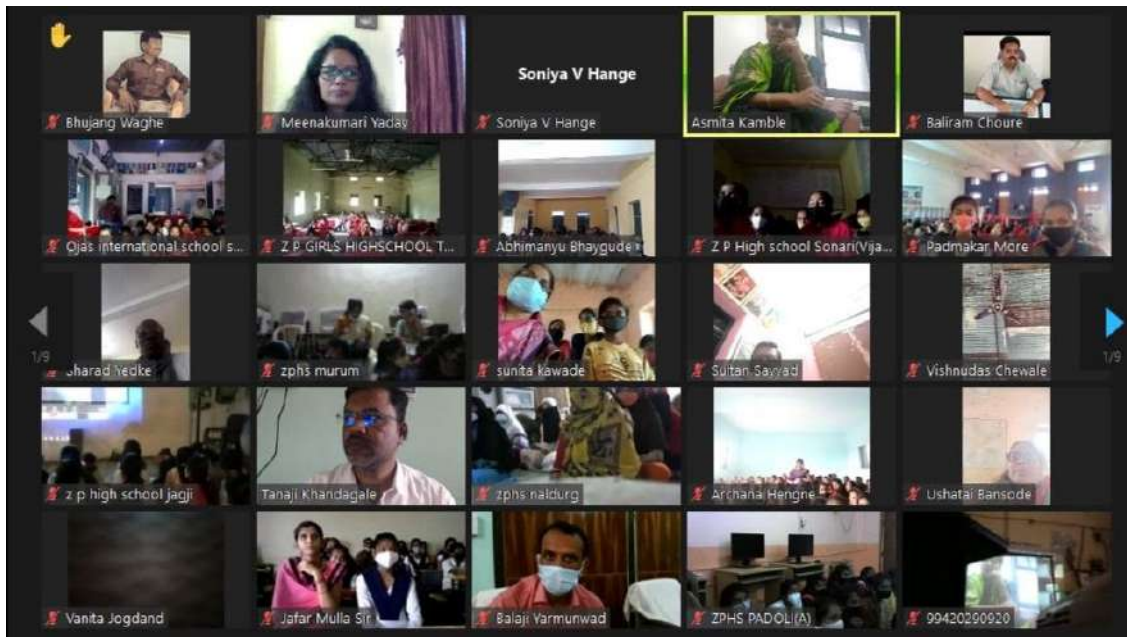 Bhujang Waghe
Meenakumari Yadav
Soniya V Hange
Soniya V Hange
Asmita Kamble
Baliram Choure
Ojas international school s...
Z P GIRLS HIGHSCHOOL T...
Abhimanyu Bhaygude
Z P High school Sonari(Vija...
Padmakar More
1/9
Sharad Yedke
zphs murum
sunita kawade
Sultan Sayyad
Vishnudas Chewale
1/9
z p high school jagji
Tanaji Khandagale
zphs naldurg
Archana Hengne
Ushatai Bansode
Vanita Jogdand
Jafar Mulla Sir
Balaji Yarmunwad
ZPHS PADOLI(A)
99420290920